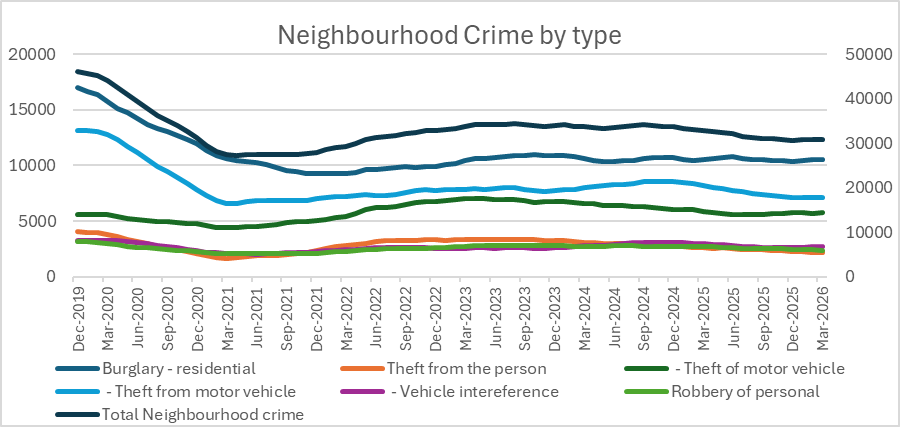 Neighbourhood Crime by type
20000
50000
15000
40000
10000
30000
20000
5000
10000
0
0
Dec-2019
Mar-2020
Jun-2020
Sep-2020
Dec-2020
Mar-2021
Jun-2021
Sep-2021
Dec-2021
Mar-2022
Jun-2022
Sep-2022
Dec-2022
Mar-2023
Jun-2023
Sep-2023
Dec-2023
Mar-2024
Jun-2024
Sep-2024
Dec-2024
Mar-2025
Jun-2025
Sep-2025
Dec-2025
Mar-2026
Burglary - residential
Theft from the person
- Theft of motor vehicle
- Theft from motor vehicle
- Vehicle intereference
Robbery of personal
Total Neighbourhood crime